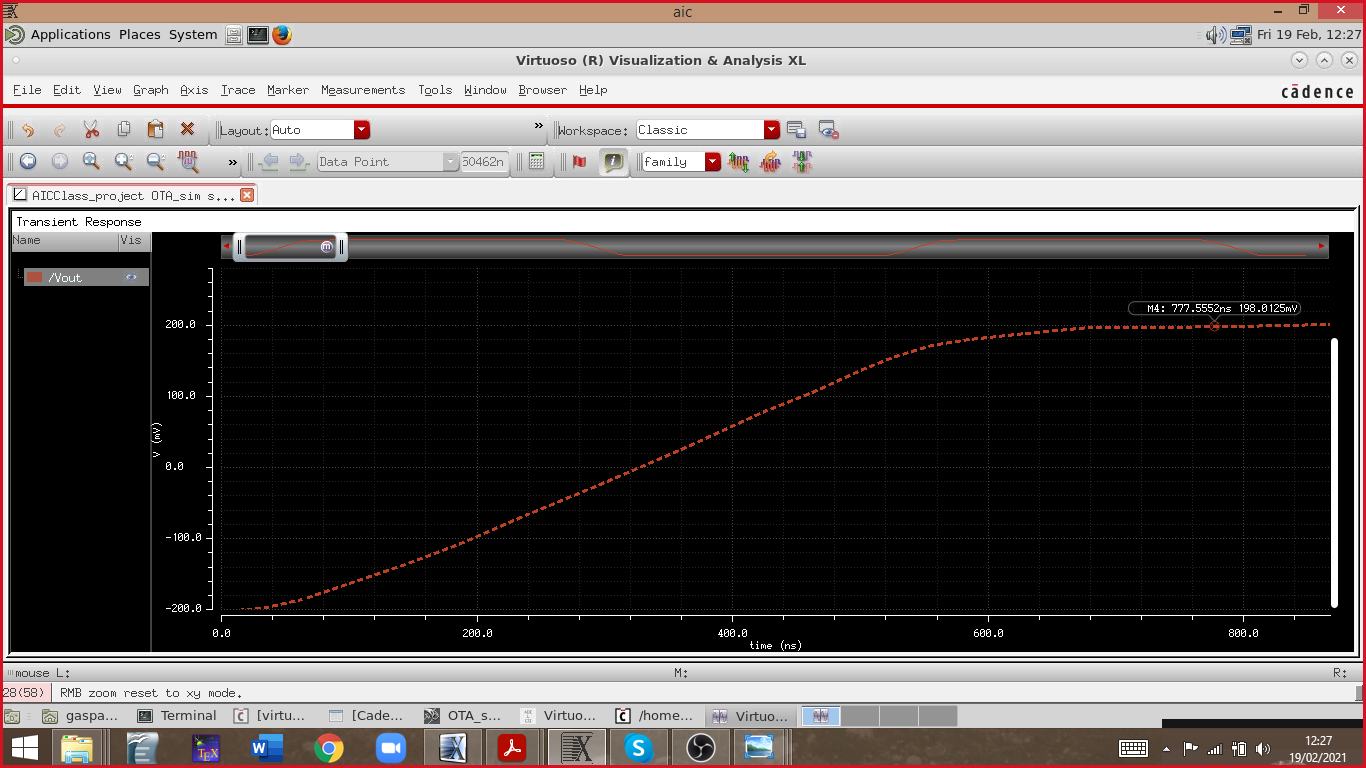 aic
Applications Places System
Fri 19 Feb, 12:27
Virtuoso (R) Visualization & Analysis XL
File Edit View Graph Axis Trace Marker Measurements Tools Window Browser Help
cādence
Layout: Auto
» Workspace: Classic
» Data Point 50462n family
AICClass_project OTA_sim s...
Transient Response
Name Vis
/Vout
M4: 777.5552ns 198.0125mV
200.0
100.0
V (mV)
0.0
-100.0
-200.0
0.0 200.0 400.0 600.0 800.0
time (ns)
mouse L: M: R:
28(58) RMB zoom reset to xy mode.
gaspa... Terminal [virtu... [Cade... OTA_s... Virtuo... /home... Virtuo...
12:27
19/02/2021